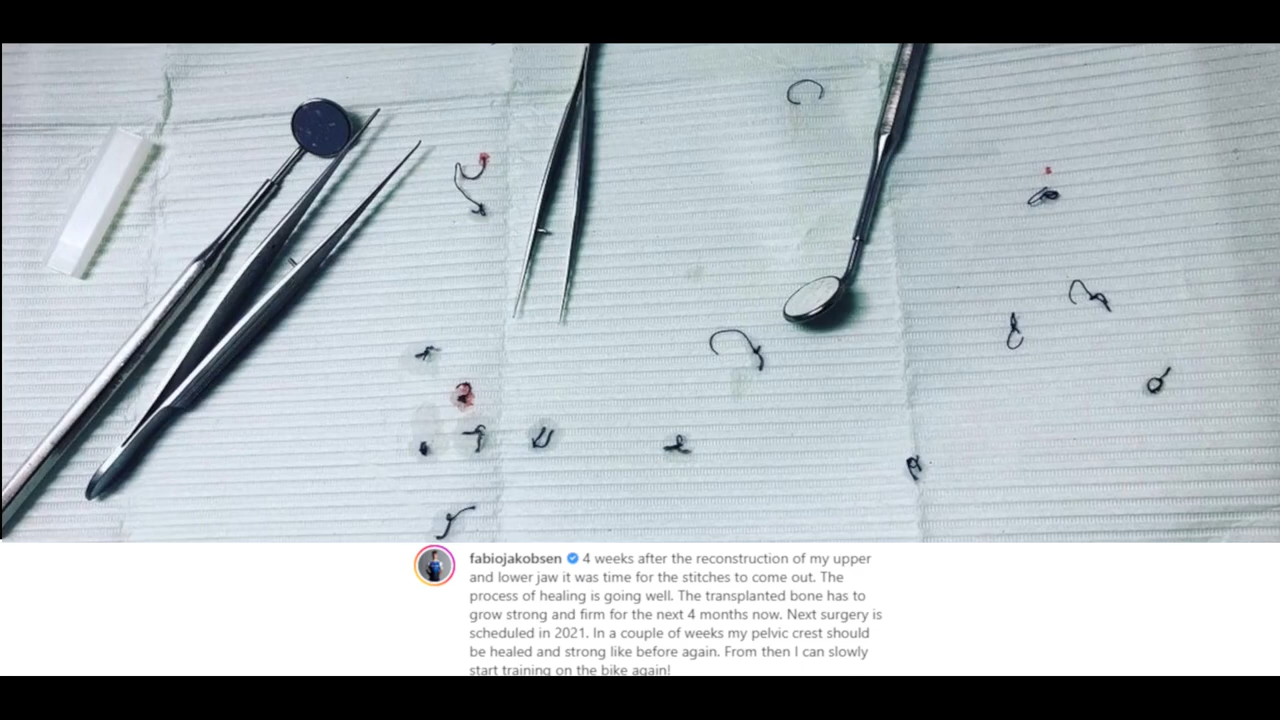 fabiojakobsen 4 weeks after the reconstruction of my upper
and lower jaw it was time for the stitches to come out. The
process of healing is going well. The transplanted bone has to
grow strong and firm for the next 4 months now. Next surgery is
scheduled in 2021. In a couple of weeks my pelvic crest should
be healed and strong like before again. From then I can slowly
start training on the bike again!